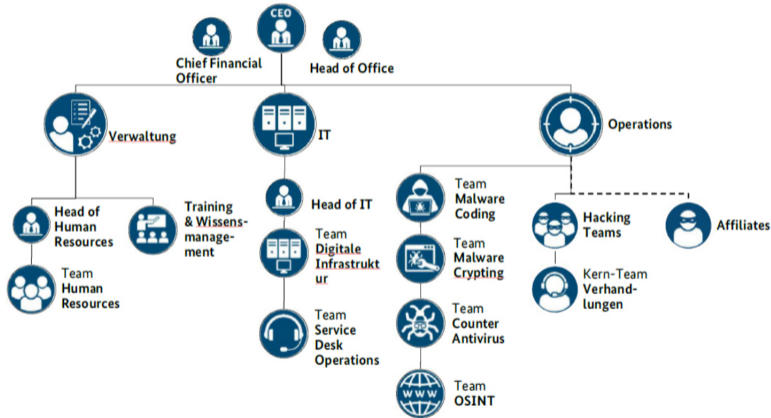 CEO
Chief Financial
Officer
Head of Office
Verwaltung
IT
Operations
Head of
Human
Resources
Training
& Wissens-
manage-
ment
Team
Human
Resources
Head of IT
Team
Digitale
Infrastrukt
ur
Team
Service
Desk
Operations
Team
Malware
Coding
Team
Malware
Crypting
Team
Counter
Antivirus
Team
OSINT
WWW
Hacking
Teams
Affiliates
Kern-Team
Verhand-
lungen